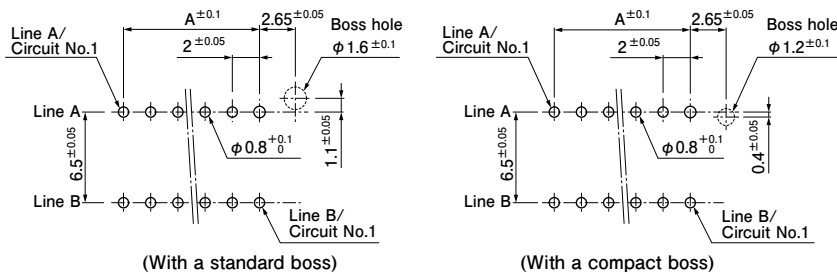 A±0.1
2.65±0.05
Boss hole
φ1.6±0.1
Line A/
Circuit No.1
2±0.05
Line A
6.5±0.05
φ0.8 +0.1 0
1.1±0.05
Line B
Line B/
Circuit No.1
(With a standard boss)
A±0.1
2.65±0.05
Boss hole
φ1.2±0.1
Line A/
Circuit No.1
2±0.05
Line A
6.5±0.05
φ0.8 +0.1 0
0.4±0.05
Line B
Line B/
Circuit No.1
(With a compact boss)